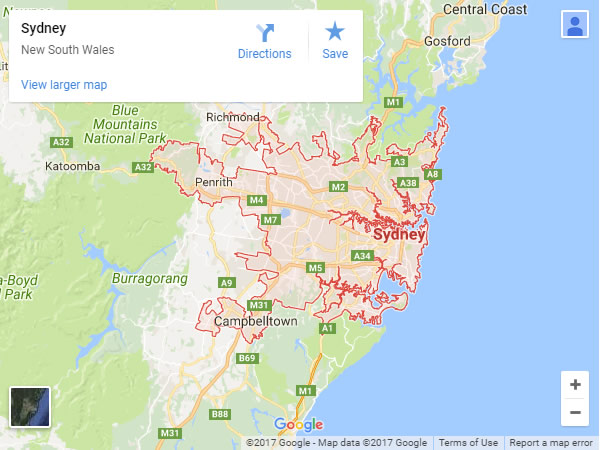 Sydney
New South Wales
Directions
Save
View larger map
Central Coast
Gosford
M1
Richmond
Blue
Mountains
National Park
A32
Katoomba
A32
Penrith
A3
A8
A38
M2
M4
M7
Sydney
A34
M5
Burragorang
A9
M31
Campbelltown
A1
B69
M1
B88
M31
a-Boyd
l Park
Google
+
−
©2017 Google - Map data ©2017 Google
Terms of Use
Report a map error